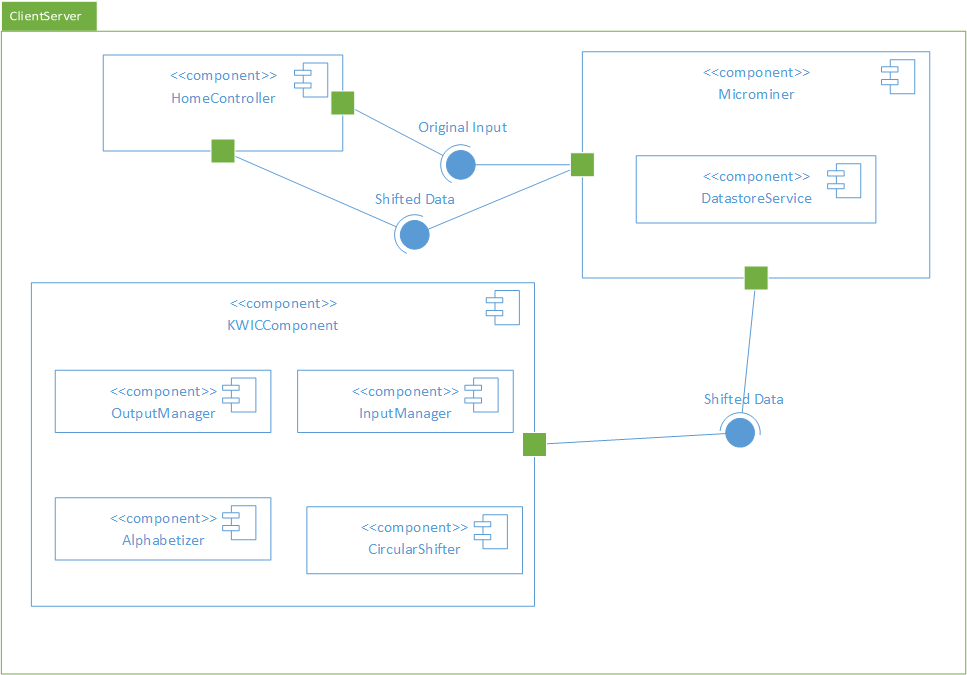 ClientServer
<<component>>
HomeController
<<component>>
Microminer
Original Input
<<component>>
DatastoreService
Shifted Data
<<component>>
KWICComponent
<<component>>
OutputManager
<<component>>
InputManager
Shifted Data
<<component>>
Alphabetizer
<<component>>
CircularShifter